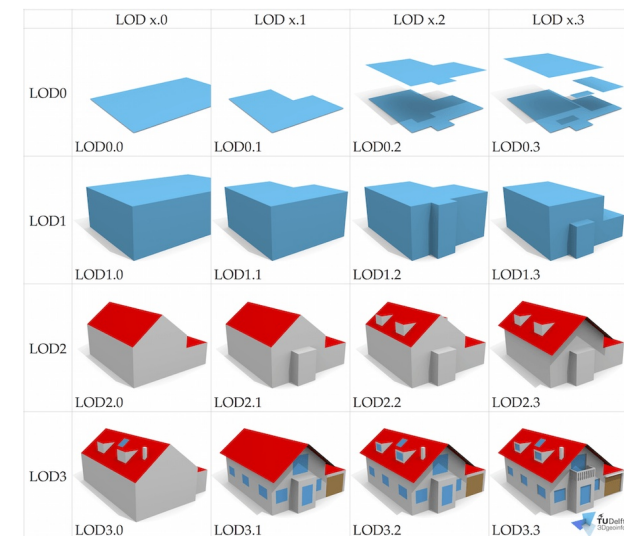 LOD x.0 LOD x.1 LOD x.2 LOD x.3
LOD0
LOD0.0 LOD0.1 LOD0.2 LOD0.3
LOD1
LOD1.0 LOD1.1 LOD1.2 LOD1.3
LOD2
LOD2.0 LOD2.1 LOD2.2 LOD2.3
LOD3
LOD3.0 LOD3.1 LOD3.2 LOD3.3
TUDelft
3Dgeoinfo